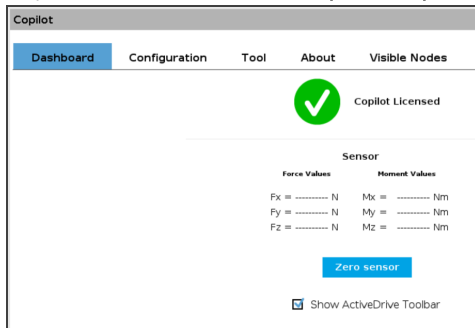 Copilot
Dashboard Configuration Tool About Visible Nodes
Copilot Licensed
Sensor
Force Values Moment Values
Fx = ---------- N Mx = ---------- Nm
Fy = ---------- N My = ---------- Nm
Fz = ---------- N Mz = ---------- Nm
Zero sensor
Show ActiveDrive Toolbar